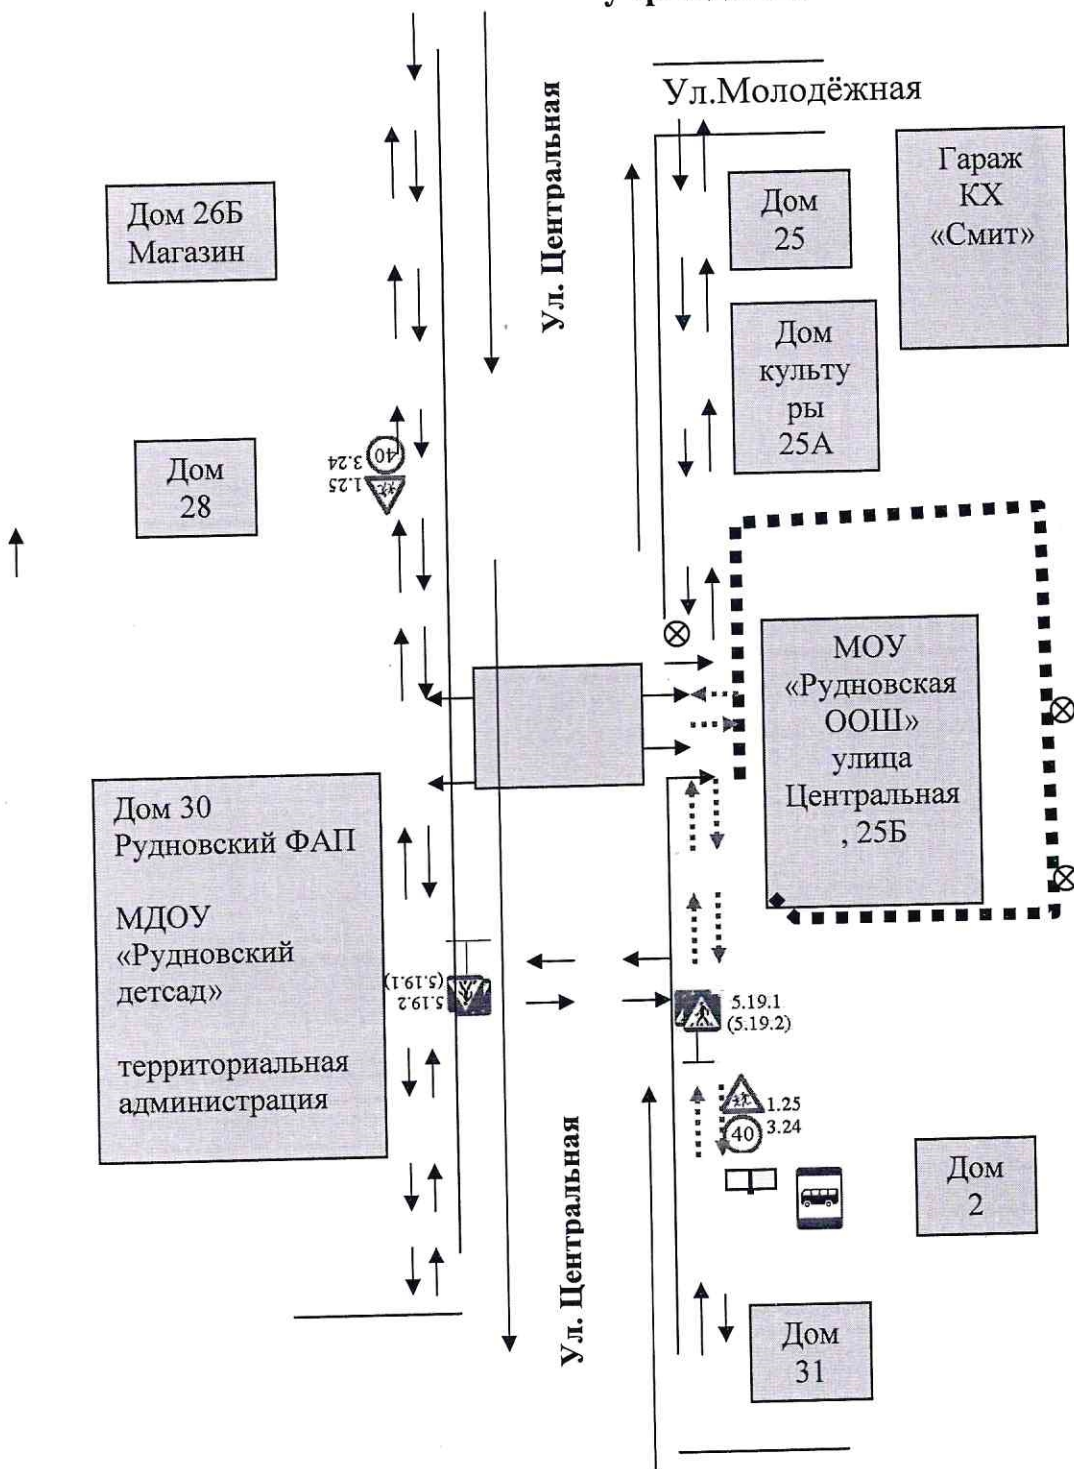 Ул.Молодёжная
Ул. Центральная
Гараж
КХ
«Смит»
Дом
25
Дом 26Б
Магазин
Дом
культу
ры
25А
Дом
28
40
3.24
1.25
МОУ
«Рудновская
ООШ»
улица
Центральная
, 25Б
Дом 30
Рудновский ФАП
МДОУ
«Рудновский
детсад»
территориальная
администрация
5.19.2
(5.19.1)
5.19.1
(5.19.2)
1.25
40
3.24
Ул. Центральная
Дом
2
Дом
31